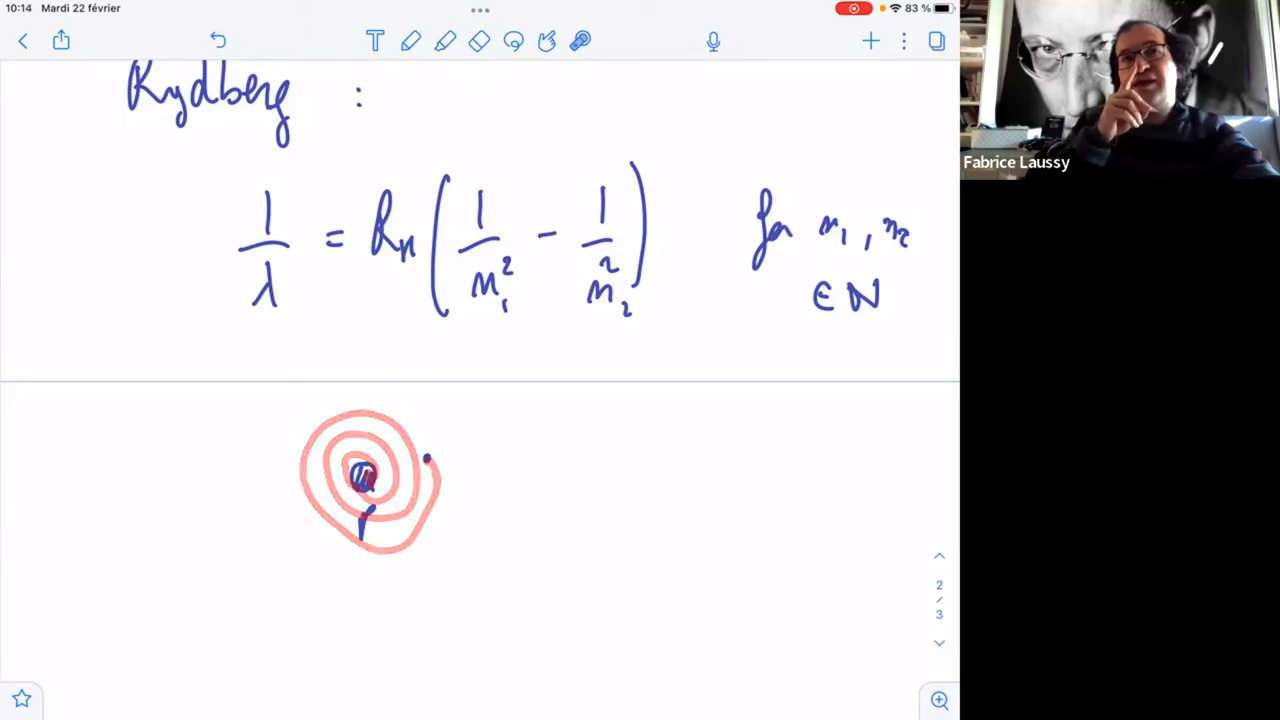 10:14 Mardi 22 février
83 %
Rydberg :
1/λ = R_H (1/n₁² − 1/n₂²) for n₁, n₂
∈ ℕ
r
Fabrice Laussy
2
/
3